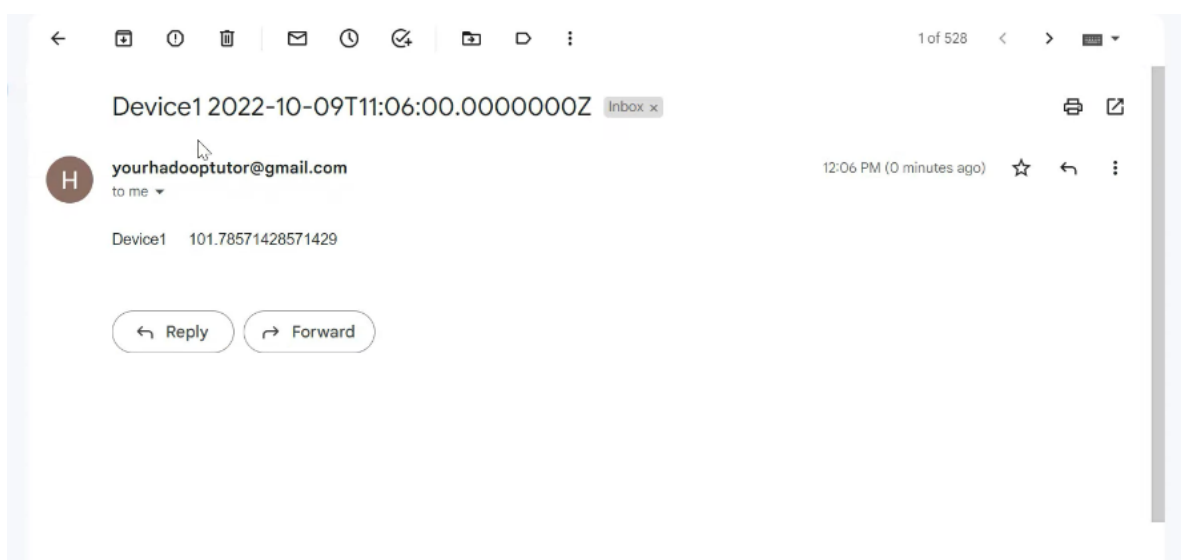 1 of 528
Device1 2022-10-09T11:06:00.0000000Z Inbox x
H
yourhadooptutor@gmail.com 12:06 PM (0 minutes ago)
to me
Device1 101.78571428571429
Reply Forward